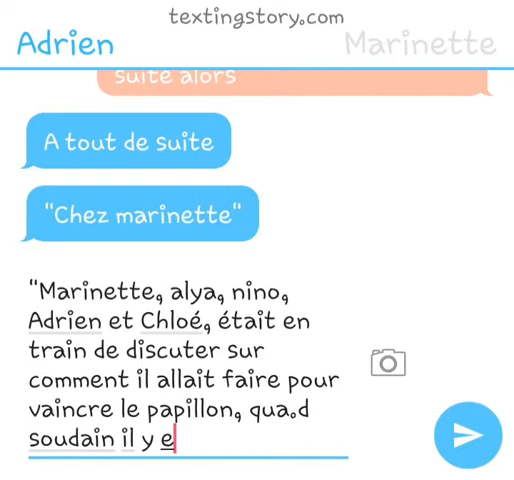 textingstory.com
Adrien Marinette
suite alors
A tout de suite
"Chez marinette"
"Marinette, alya, nino,
Adrien et Chloé, était en
train de discuter sur
comment il allait faire pour
vaincre le papillon, qua.d
soudain il y e